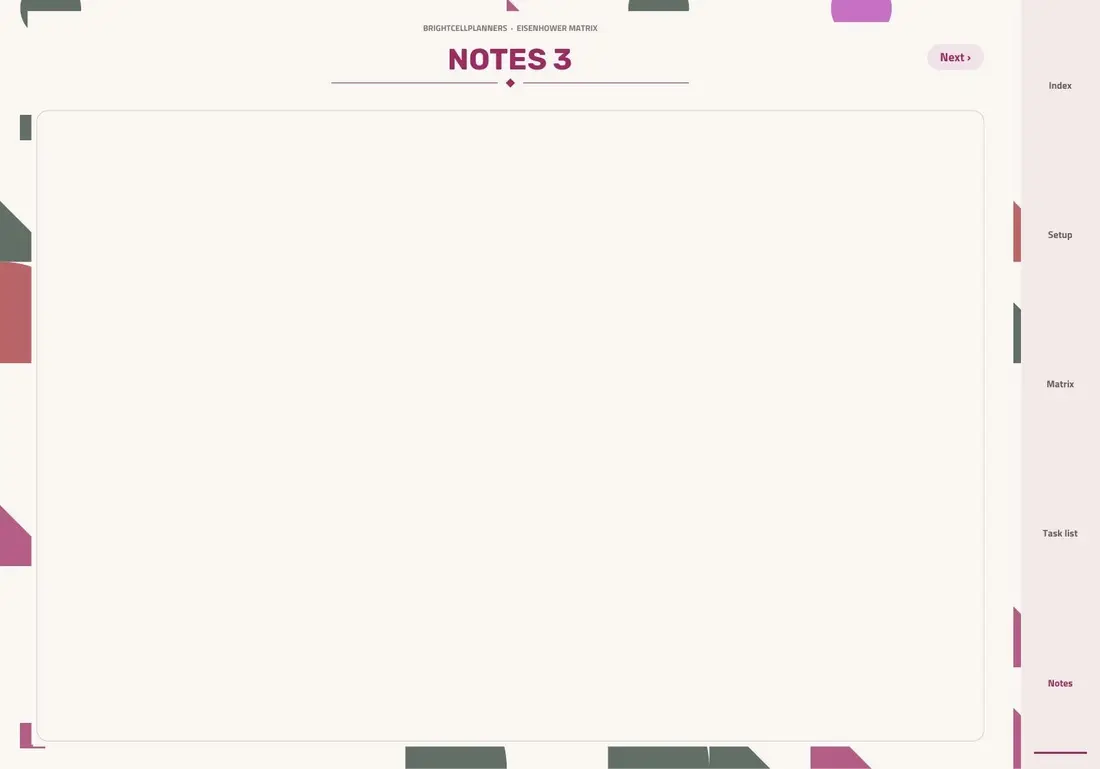 BRIGHTCELLPLANNERS · EISENHOWER MATRIX
NOTES 3
Next ›
Index
Setup
Matrix
Task list
Notes